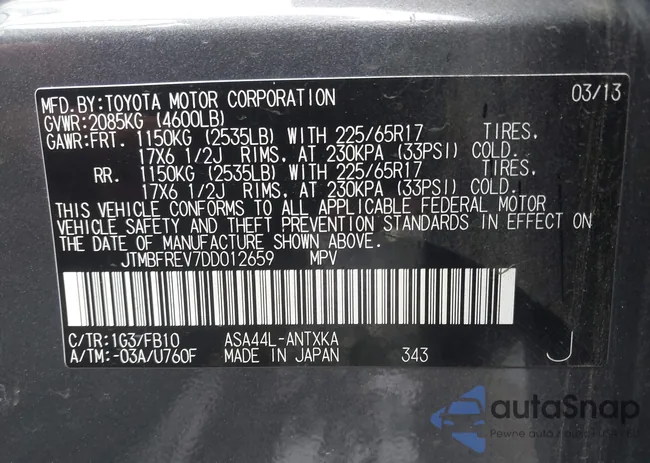 MFD.BY:TOYOTA MOTOR CORPORATION 03/13
GVWR:2085KG (4600LB)
GAWR:FRT. 1150KG (2535LB) WITH 225/65R17 TIRES,
17X6 1/2J RIMS, AT 230KPA (33PSI) COLD.
RR. 1150KG (2535LB) WITH 225/65R17 TIRES,
17X6 1/2J RIMS, AT 230KPA (33PSI) COLD.
THIS VEHICLE CONFORMS TO ALL APPLICABLE FEDERAL MOTOR
VEHICLE SAFETY AND THEFT PREVENTION STANDARDS IN EFFECT ON
THE DATE OF MANUFACTURE SHOWN ABOVE.
JTMBFREV7DD012659 MPV
C/TR:1G3/FB10 ASA44L-ANTXKA
A/TM:-03A/U760F MADE IN JAPAN 343 J
autoSnap
Pewne auta